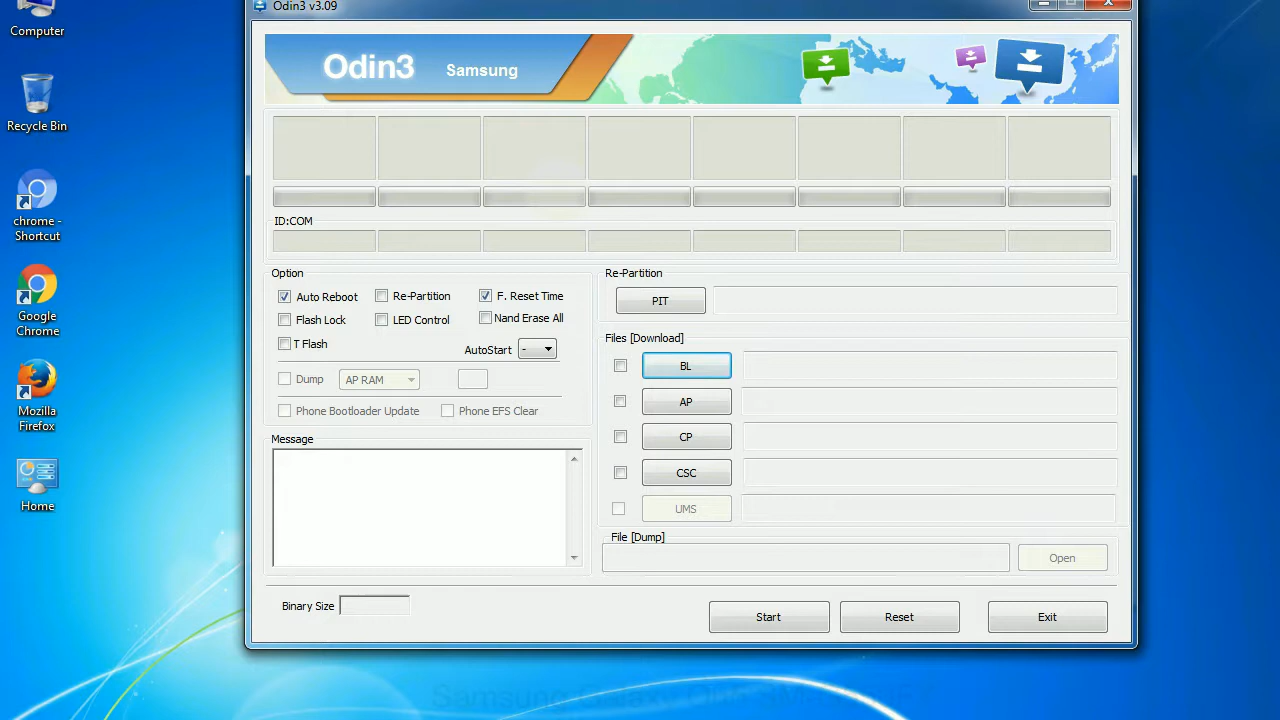 Computer
Recycle Bin
chrome -
Shortcut
Google
Chrome
Mozilla
Firefox
Home
Odin3 v3.09
Odin3 Samsung
ID:COM
Option
Auto Reboot
Re-Partition
F. Reset Time
Flash Lock
LED Control
Nand Erase All
T Flash
AutoStart -
Dump AP RAM
Phone Bootloader Update
Phone EFS Clear
Message
Re-Partition
PIT
Files [Download]
BL
AP
CP
CSC
UMS
File [Dump]
Open
Binary Size
Start
Reset
Exit
Samsung Galaxy